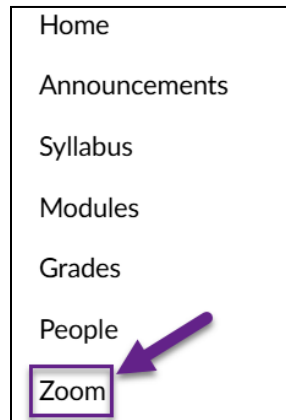 Home
Announcements
Syllabus
Modules
Grades
People
Zoom